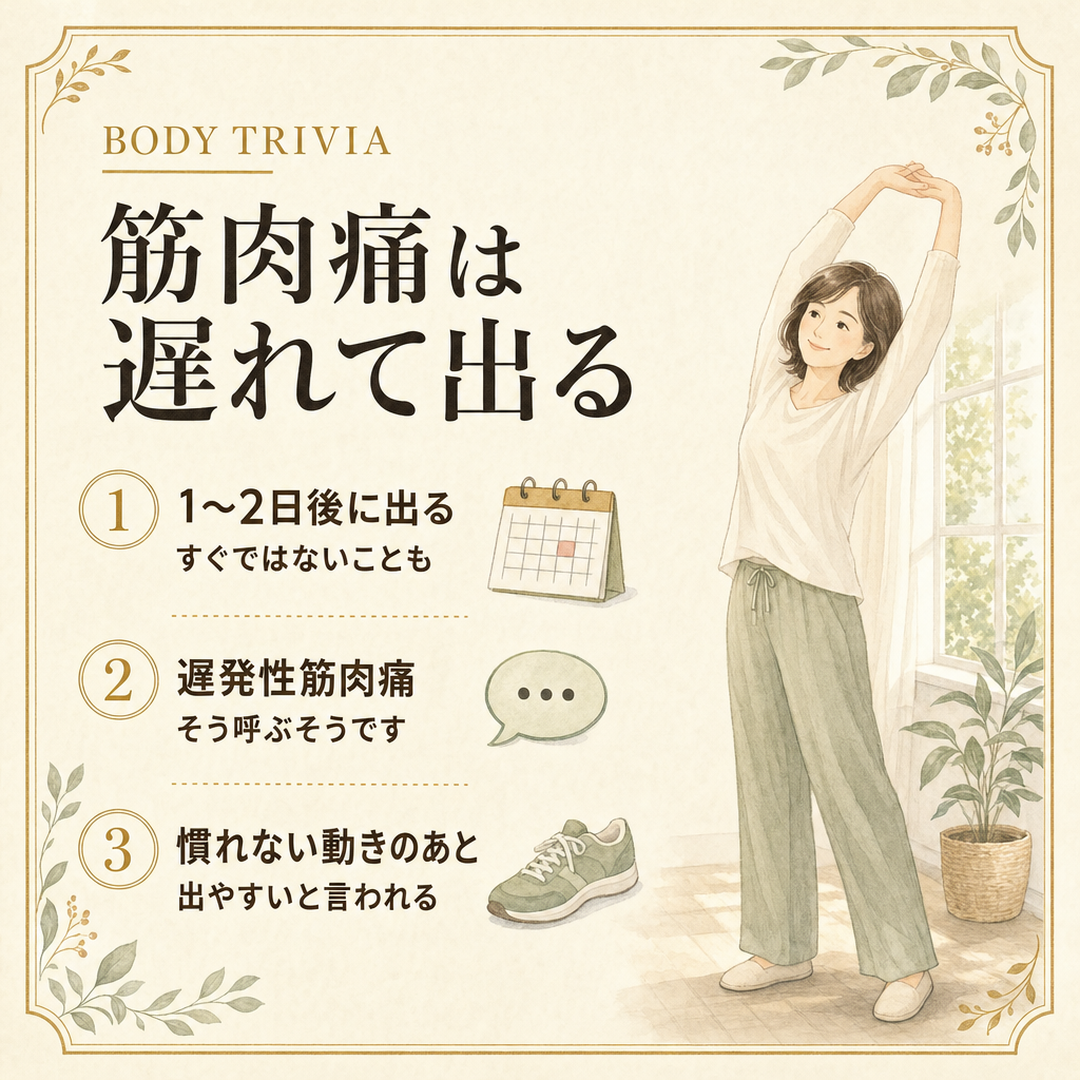 BODY TRIVIA
筋肉痛は
遅れて出る
1
1〜2日後に出る
すぐではないことも
2
遅発性筋肉痛
そう呼ぶそうです
3
慣れない動きのあと
出やすいと言われる